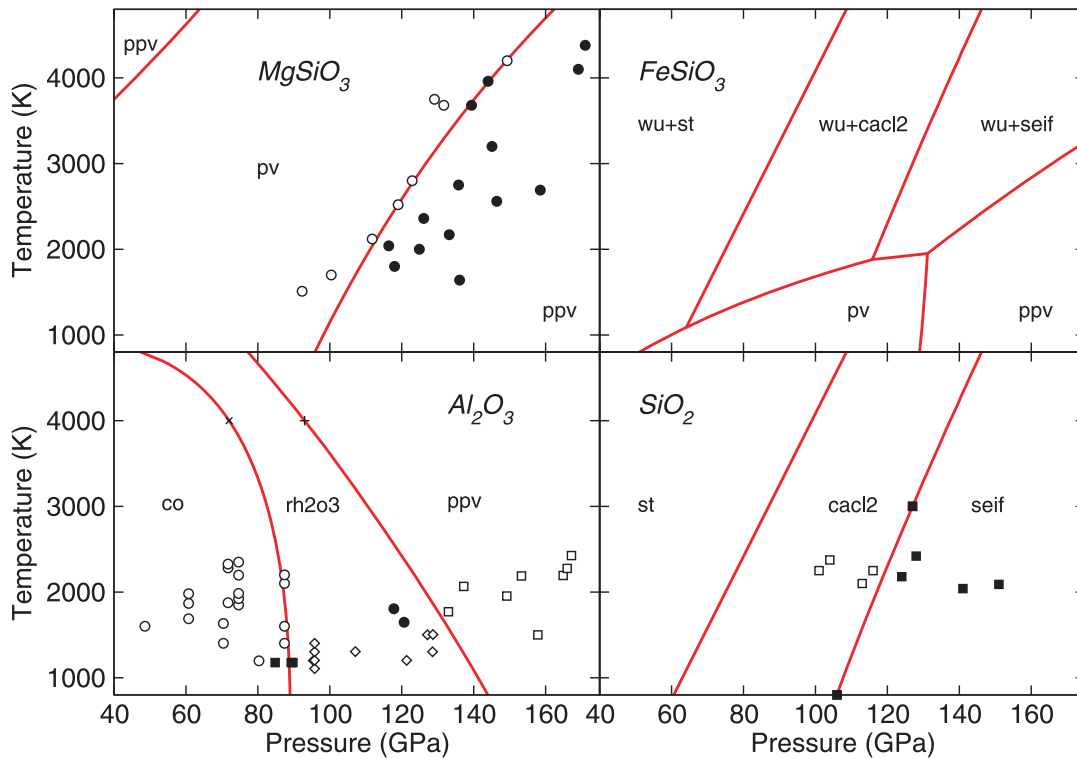 ppv
MgSiO3
pv
ppv
4000
3000
2000
1000
Temperature (K)
FeSiO3
wu+st
wu+cacl2
wu+seif
pv
ppv
Al2O3
co
rh2o3
ppv
4000
3000
2000
1000
Temperature (K)
SiO2
st
cacl2
seif
40 60 80 100 120 140 160 40 60 80 100 120 140 160
Pressure (GPa) Pressure (GPa)